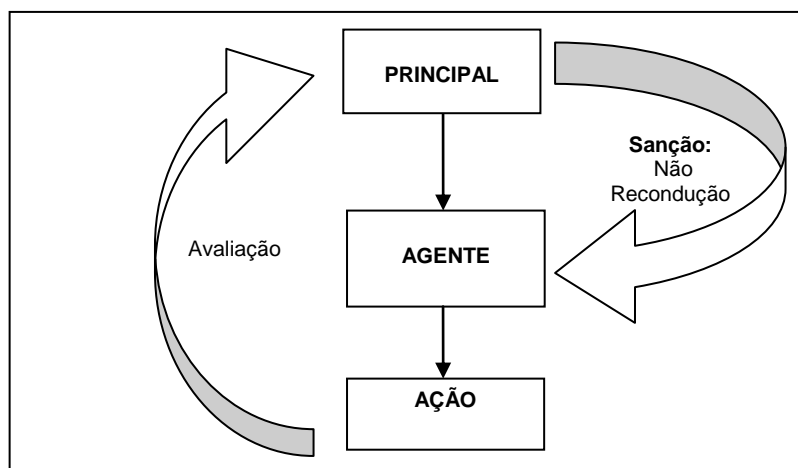 PRINCIPAL
Sanção:
Não
Recondução
Avaliação
AGENTE
AÇÃO